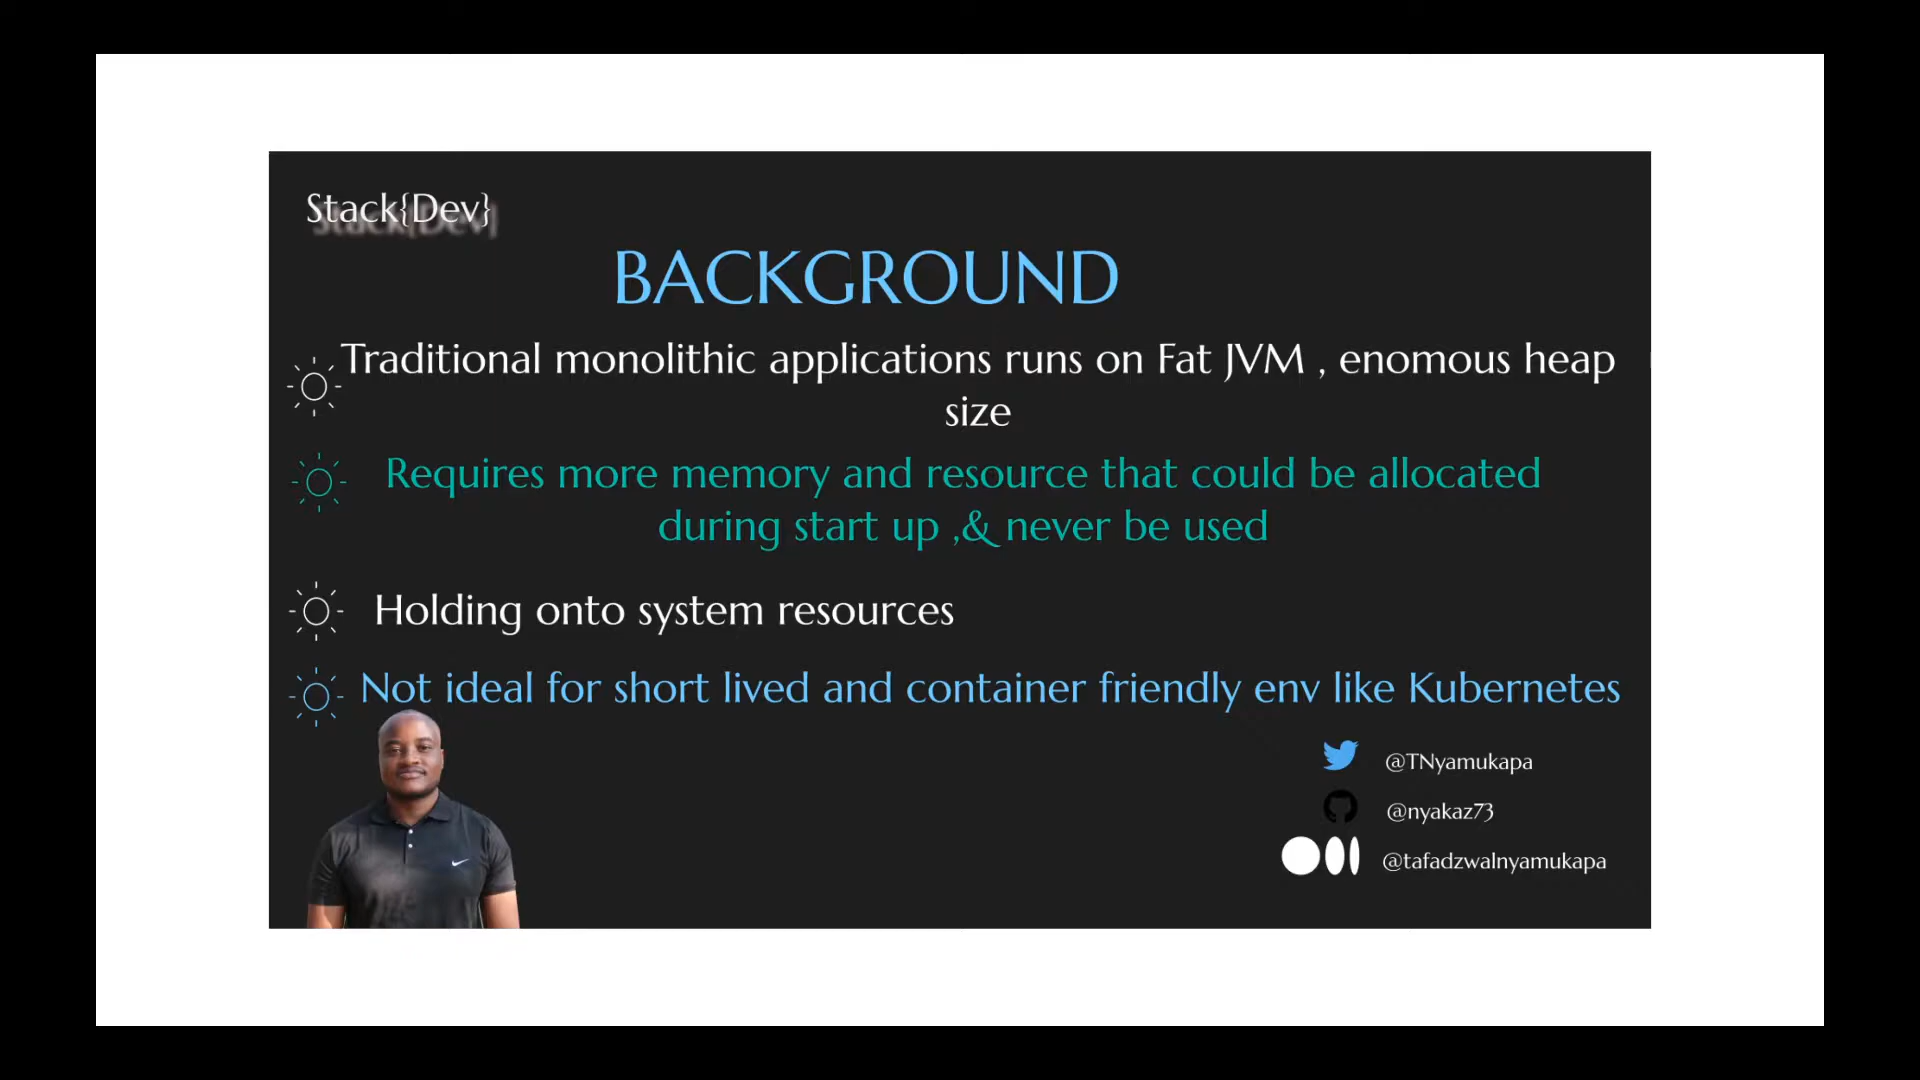 Stack{Dev}
BACKGROUND
Traditional monolithic applications runs on Fat JVM , enomous heap
size
Requires more memory and resource that could be allocated
during start up ,& never be used
Holding onto system resources
Not ideal for short lived and container friendly env like Kubernetes
@TNyamukapa
@nyakaz73
@tafadzwalnyamukapa